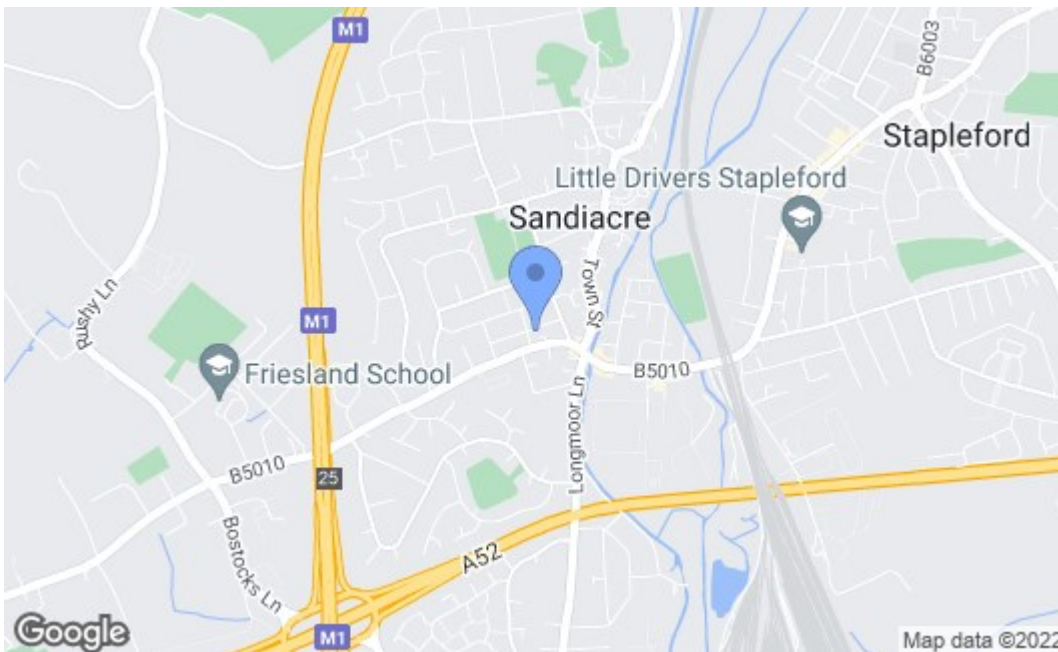 M1
B6003
Stapleford
Little Drivers Stapleford
Sandiacre
Town St
Rushy Ln
M1
B5010
Friesland School
Longmoor Ln
B5010
25
Bostocks Ln
A52
M1
Google
Map data ©2022